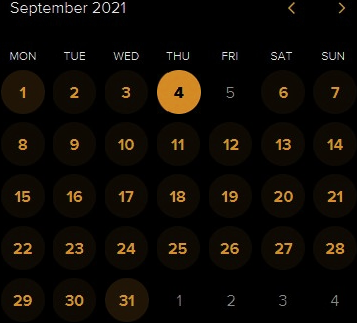 September 2021 < >
MON TUE WED THU FRI SAT SUN
1 2 3 4 5 6 7
8 9 10 11 12 13 14
15 16 17 18 19 20 21
22 23 24 25 26 27 28
29 30 31 1 2 3 4